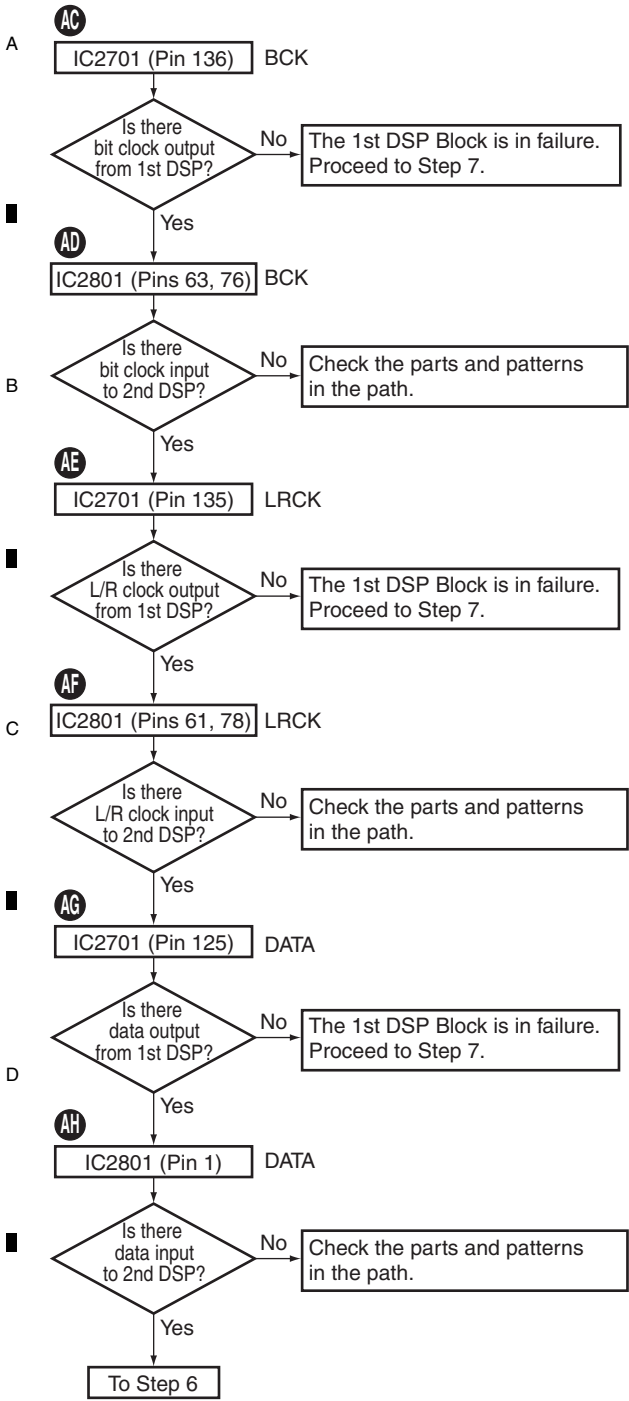 AC
A
IC2701 (Pin 136) BCK
Is there
bit clock output
from 1st DSP?
No
The 1st DSP Block is in failure.
Proceed to Step 7.
Yes
AD
IC2801 (Pins 63, 76) BCK
Is there
bit clock input
to 2nd DSP?
No
Check the parts and patterns
in the path.
B
Yes
AE
IC2701 (Pin 135) LRCK
Is there
L/R clock output
from 1st DSP?
No
The 1st DSP Block is in failure.
Proceed to Step 7.
Yes
AF
C
IC2801 (Pins 61, 78) LRCK
Is there
L/R clock input
to 2nd DSP?
No
Check the parts and patterns
in the path.
Yes
AG
IC2701 (Pin 125) DATA
Is there
data output
from 1st DSP?
No
The 1st DSP Block is in failure.
Proceed to Step 7.
D
Yes
AH
IC2801 (Pin 1) DATA
Is there
data input
to 2nd DSP?
No
Check the parts and patterns
in the path.
Yes
To Step 6